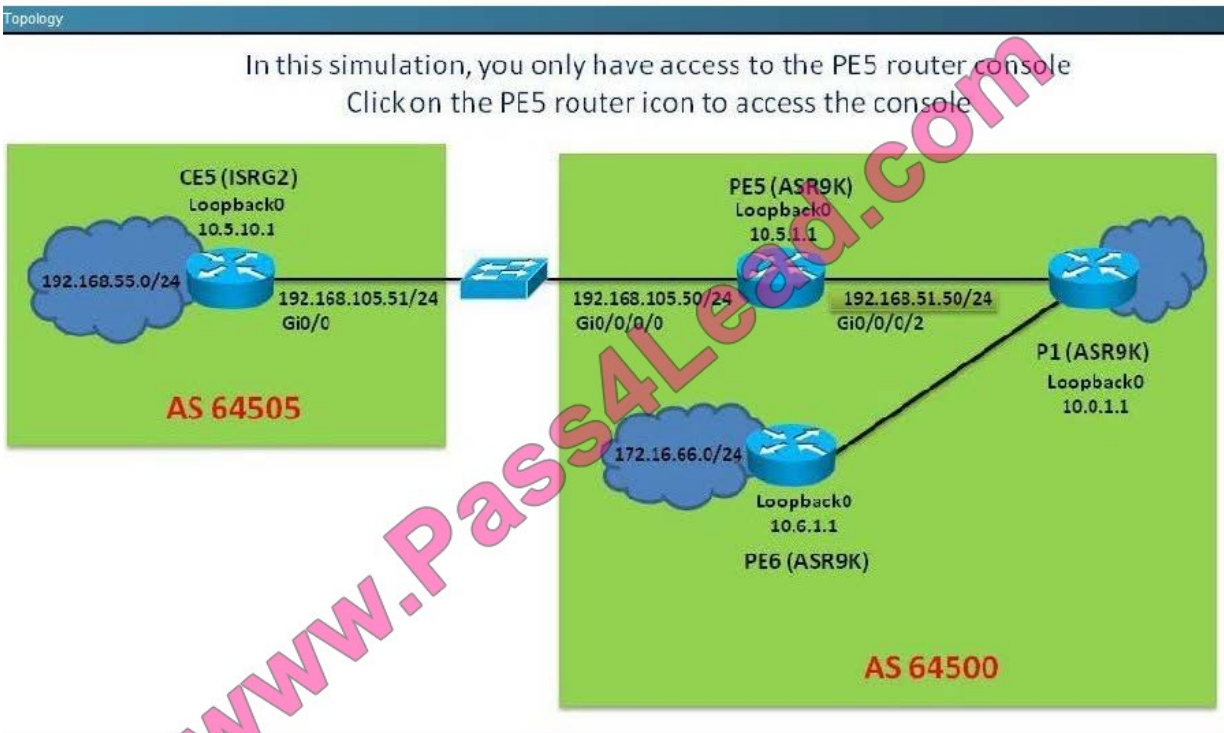 Topology
In this simulation, you only have access to the PE5 router console
Click on the PE5 router icon to access the console
CE5 (ISRG2)
Loopback0
10.5.10.1
192.168.55.0/24
192.168.105.51/24
Gi0/0
AS 64505
PE5 (ASR9K)
Loopback0
10.5.1.1
192.168.105.50/24
Gi0/0/0/0
192.168.51.50/24
Gi0/0/0/2
P1 (ASR9K)
Loopback0
10.0.1.1
172.16.66.0/24
Loopback0
10.6.1.1
PE6 (ASR9K)
AS 64500
www.Pass4Lead.com